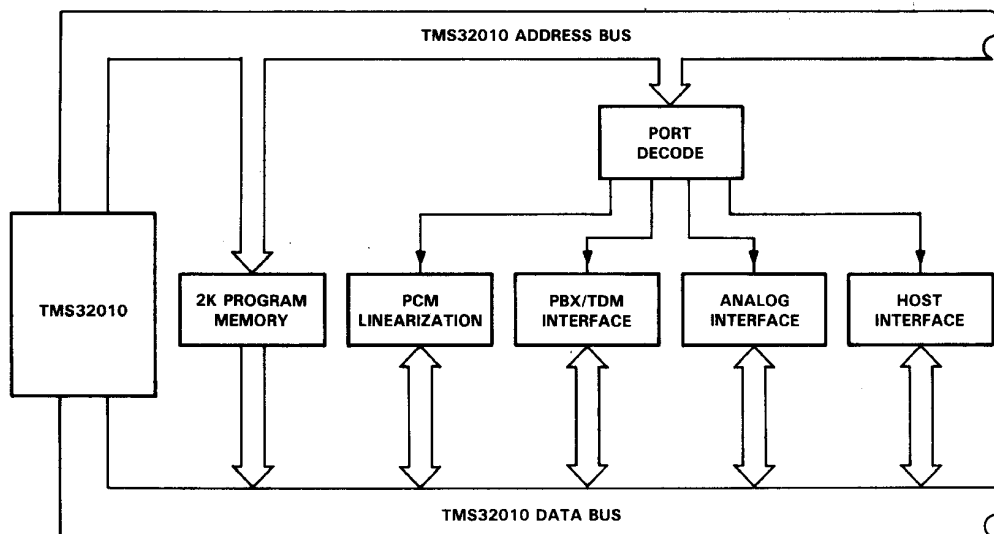 TMS32010 ADDRESS BUS
PORT
DECODE
TMS32010
2K PROGRAM
MEMORY
PCM
LINEARIZATION
PBX/TDM
INTERFACE
ANALOG
INTERFACE
HOST
INTERFACE
TMS32010 DATA BUS